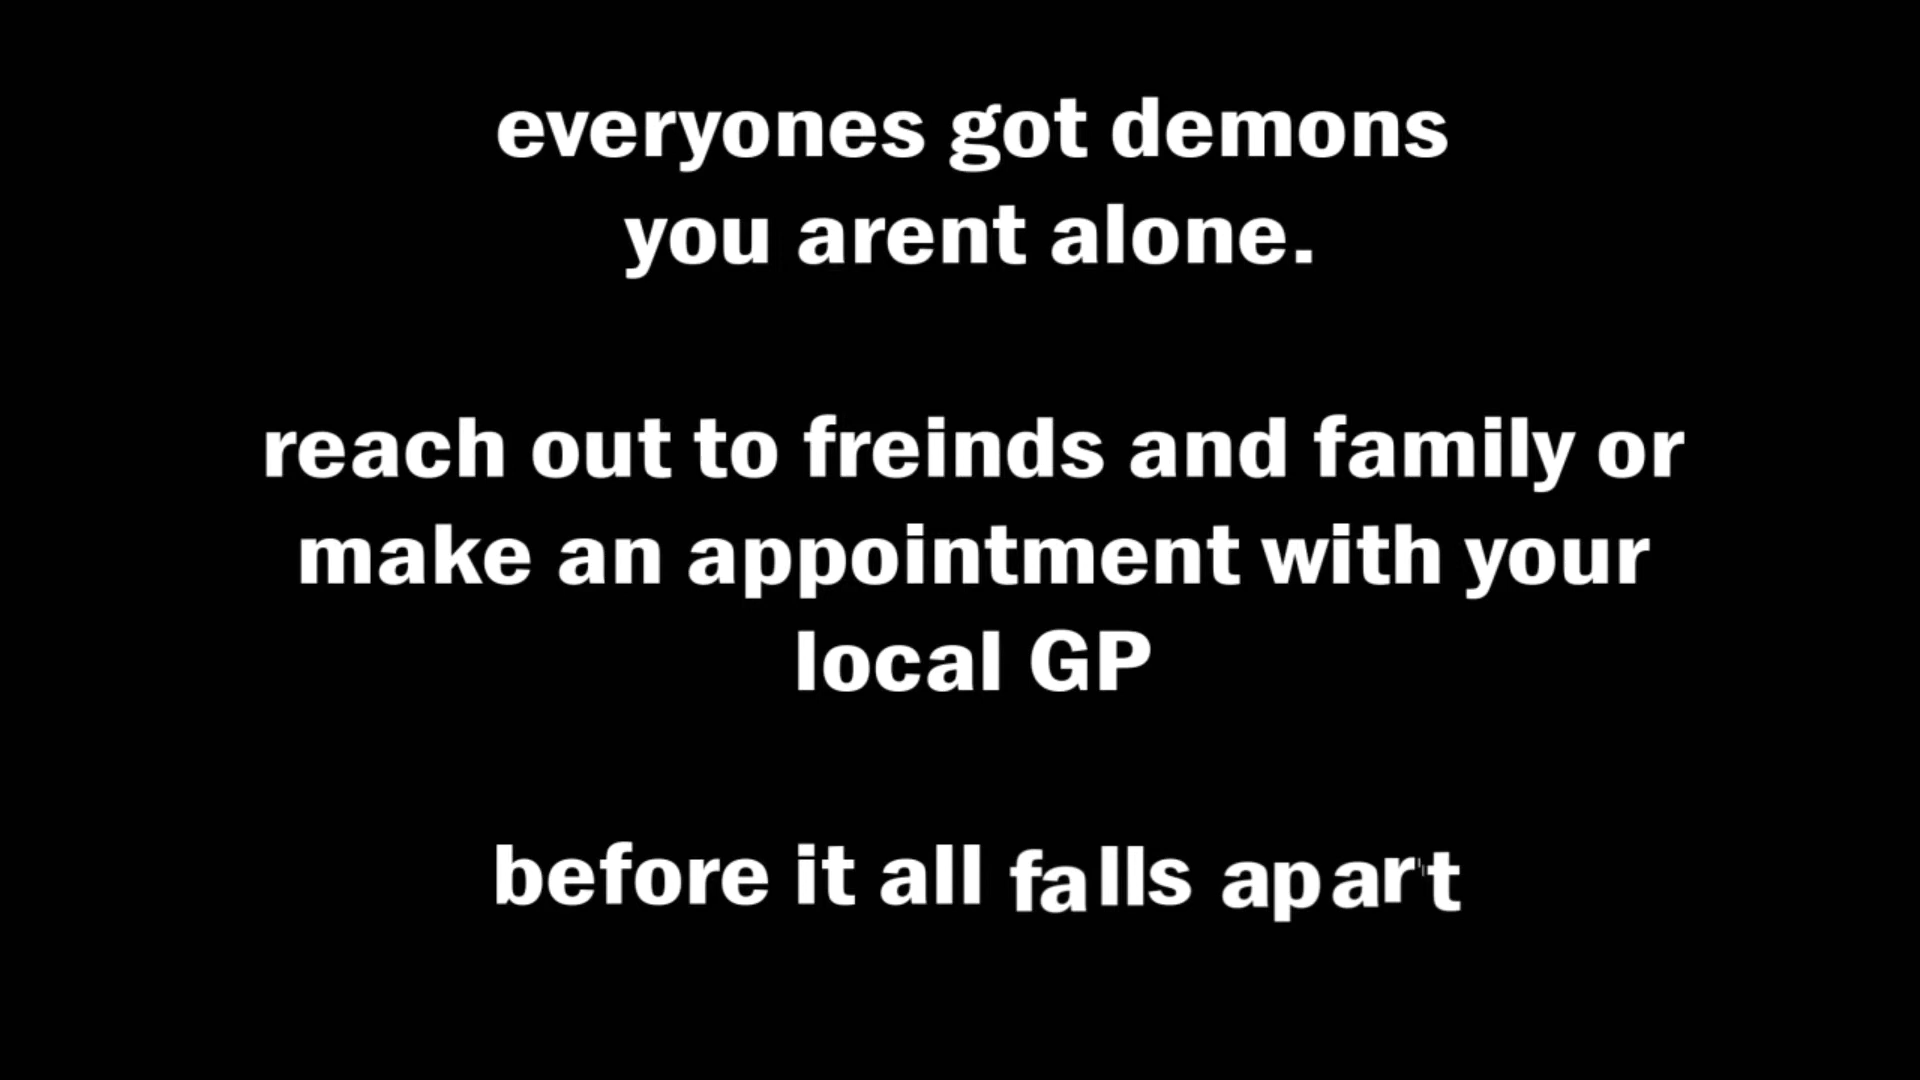 everyones got demons
you arent alone.
reach out to freinds and family or
make an appointment with your
local GP
before it all falls apart